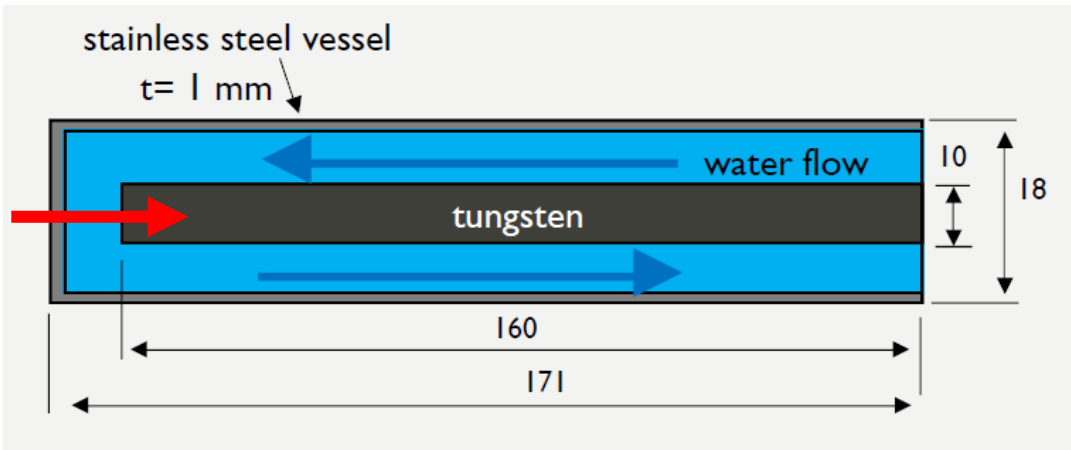 stainless steel vessel
t= 1 mm
water flow
10
18
tungsten
160
171